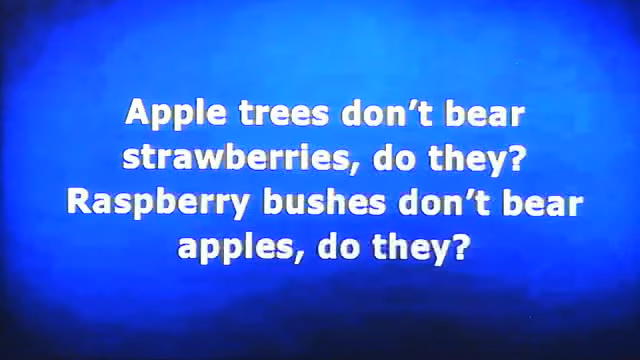 Apple trees don't bear
strawberries, do they?
Raspberry bushes don't bear
apples, do they?